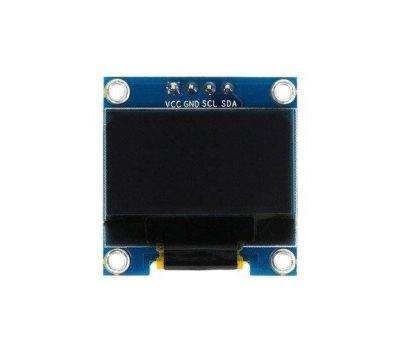 VCC GND SCL SDA